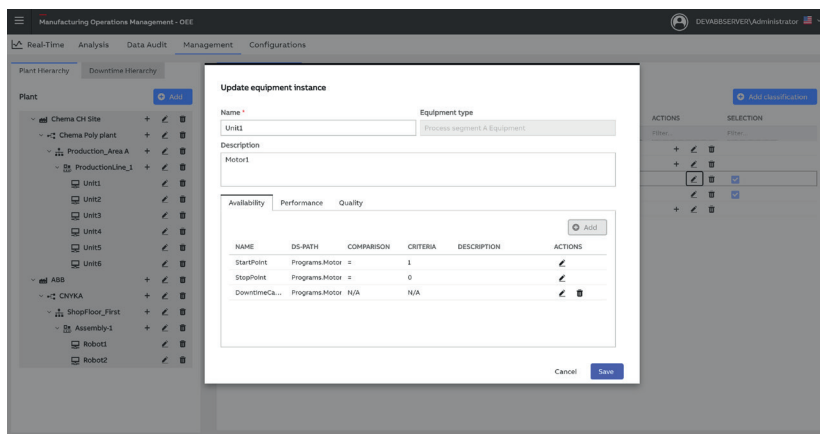 Manufacturing Operations Management - OEE
DEVABBSERVER\Administrator
Real-Time Analysis Data Audit Management Configurations
Plant Hierarchy Downtime Hierarchy
Plant Add
Chema CH Site
Chema Poly plant
Production_Area A
ProductionLine_1
Unit1
Unit2
Unit3
Unit4
Unit5
Unit6
ABB
CNYKA
ShopFloor_First
Assembly-1
Robot1
Robot2
Update equipment instance
Name * Equipment type
Unit1 Process segment A Equipment
Description
Motor1
Availability Performance Quality
Add
NAME DS-PATH COMPARISON CRITERIA DESCRIPTION ACTIONS
StartPoint Programs.Motor = 1
StopPoint Programs.Motor = 0
DowntimeCa... Programs.Motor N/A N/A
Cancel Save
Add classification
ACTIONS SELECTION
Filter... Filter...